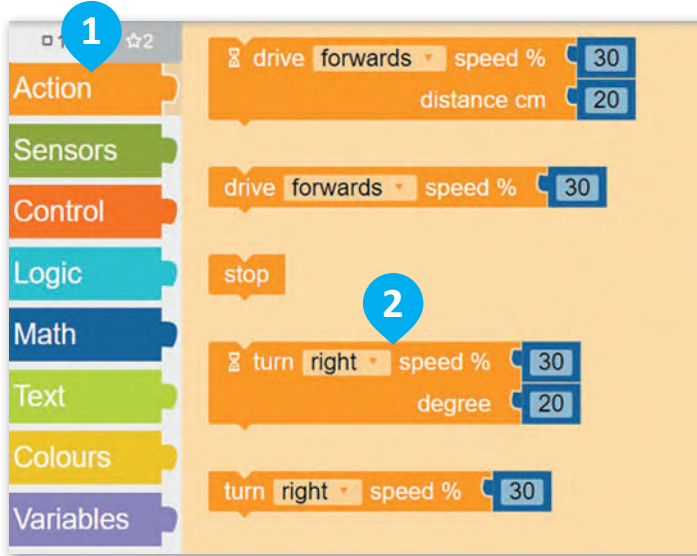 1
2
Action
Sensors
Control
Logic
Math
Text
Colours
Variables
drive forwards speed % 30
distance cm 20
drive forwards speed % 30
stop
2
turn right speed % 30
degree 20
turn right speed % 30